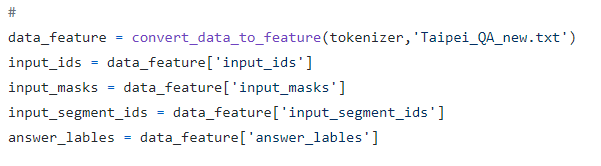 #
data_feature = convert_data_to_feature(tokenizer,'Taipei_QA_new.txt')
input_ids = data_feature['input_ids']
input_masks = data_feature['input_masks']
input_segment_ids = data_feature['input_segment_ids']
answer_lables = data_feature['answer_lables']